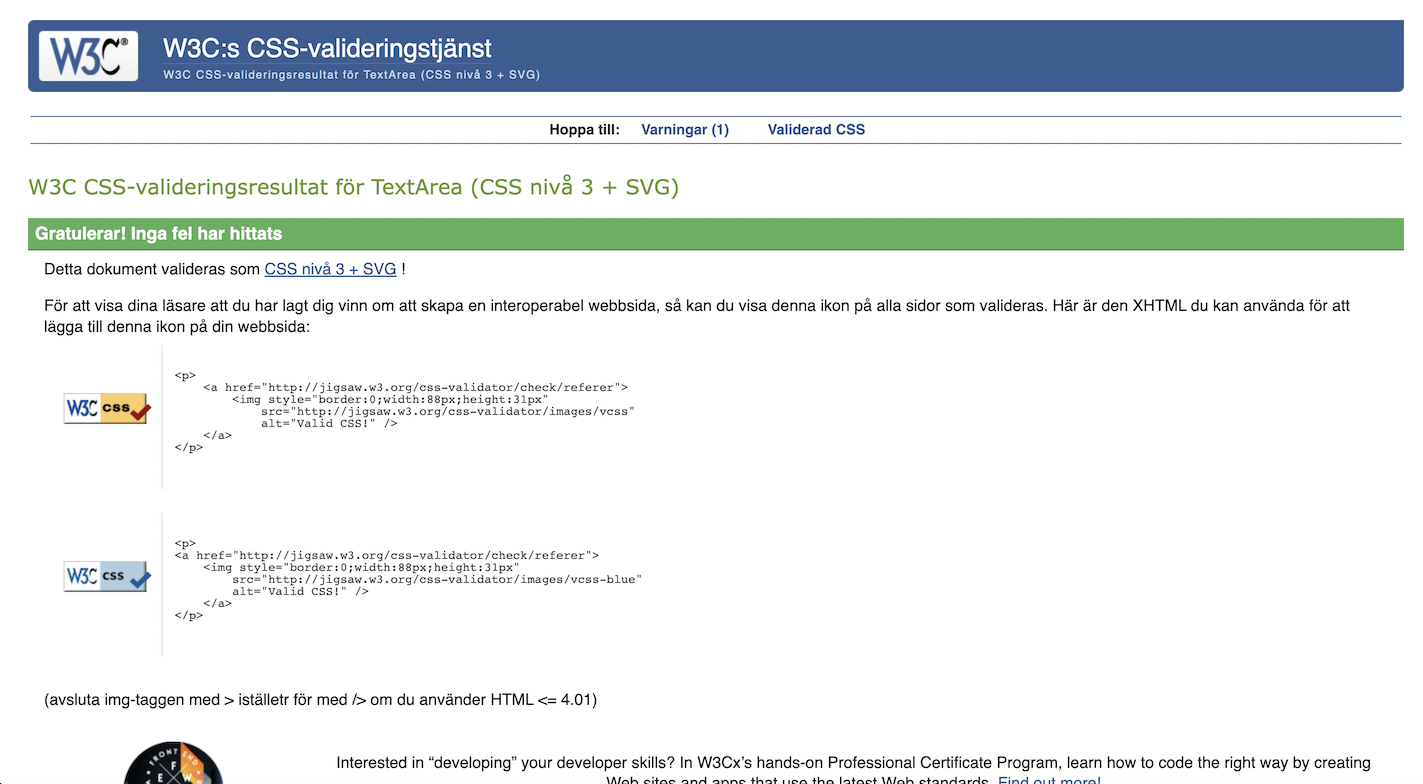 W3C®
W3C:s CSS-valideringstjänst
W3C CSS-valideringsresultat för TextArea (CSS nivå 3 + SVG)
Hoppa till: Varningar (1) Validerad CSS
W3C CSS-valideringsresultat för TextArea (CSS nivå 3 + SVG)
Gratulerar! Inga fel har hittats
Detta dokument valideras som CSS nivå 3 + SVG !
För att visa dina läsare att du har lagt dig vinn om att skapa en interoperabel webbsida, så kan du visa denna ikon på alla sidor som valideras. Här är den XHTML du kan använda för att
lägga till denna ikon på din webbsida:
W3C css
<p>
<a href="http://jigsaw.w3.org/css-validator/check/referer">
<img style="border:0;width:88px;height:31px"
src="http://jigsaw.w3.org/css-validator/images/vcss"
alt="Valid CSS!" />
</a>
</p>
W3C css
<p>
<a href="http://jigsaw.w3.org/css-validator/check/referer">
<img style="border:0;width:88px;height:31px"
src="http://jigsaw.w3.org/css-validator/images/vcss-blue"
alt="Valid CSS!" />
</a>
</p>
(avsluta img-taggen med > iställetr för med /> om du använder HTML <= 4.01)
FRONT END
F
E W
Interested in “developing” your developer skills? In W3Cx’s hands-on Professional Certificate Program, learn how to code the right way by creating
Web sites and apps that use the latest Web standards. Find out more!